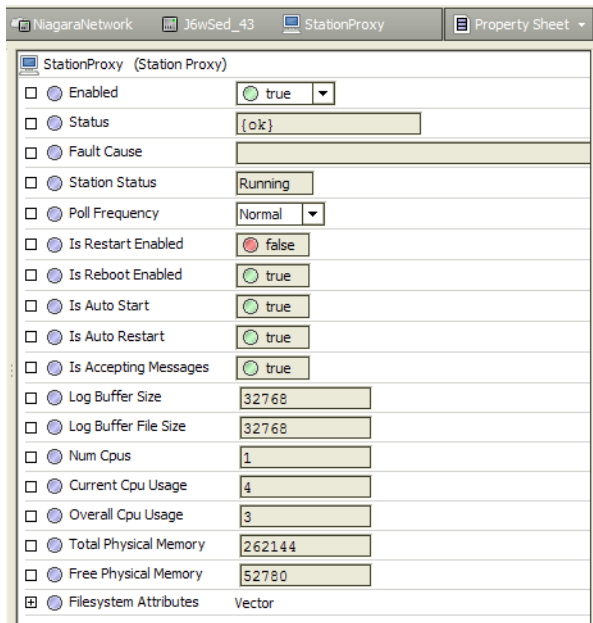 NiagaraNetwork J6wSed_43 StationProxy Property Sheet
StationProxy (Station Proxy)
Enabled true
Status {ok}
Fault Cause
Station Status Running
Poll Frequency Normal
Is Restart Enabled false
Is Reboot Enabled true
Is Auto Start true
Is Auto Restart true
Is Accepting Messages true
Log Buffer Size 32768
Log Buffer File Size 32768
Num Cpus 1
Current Cpu Usage 4
Overall Cpu Usage 3
Total Physical Memory 262144
Free Physical Memory 52780
Filesystem Attributes Vector